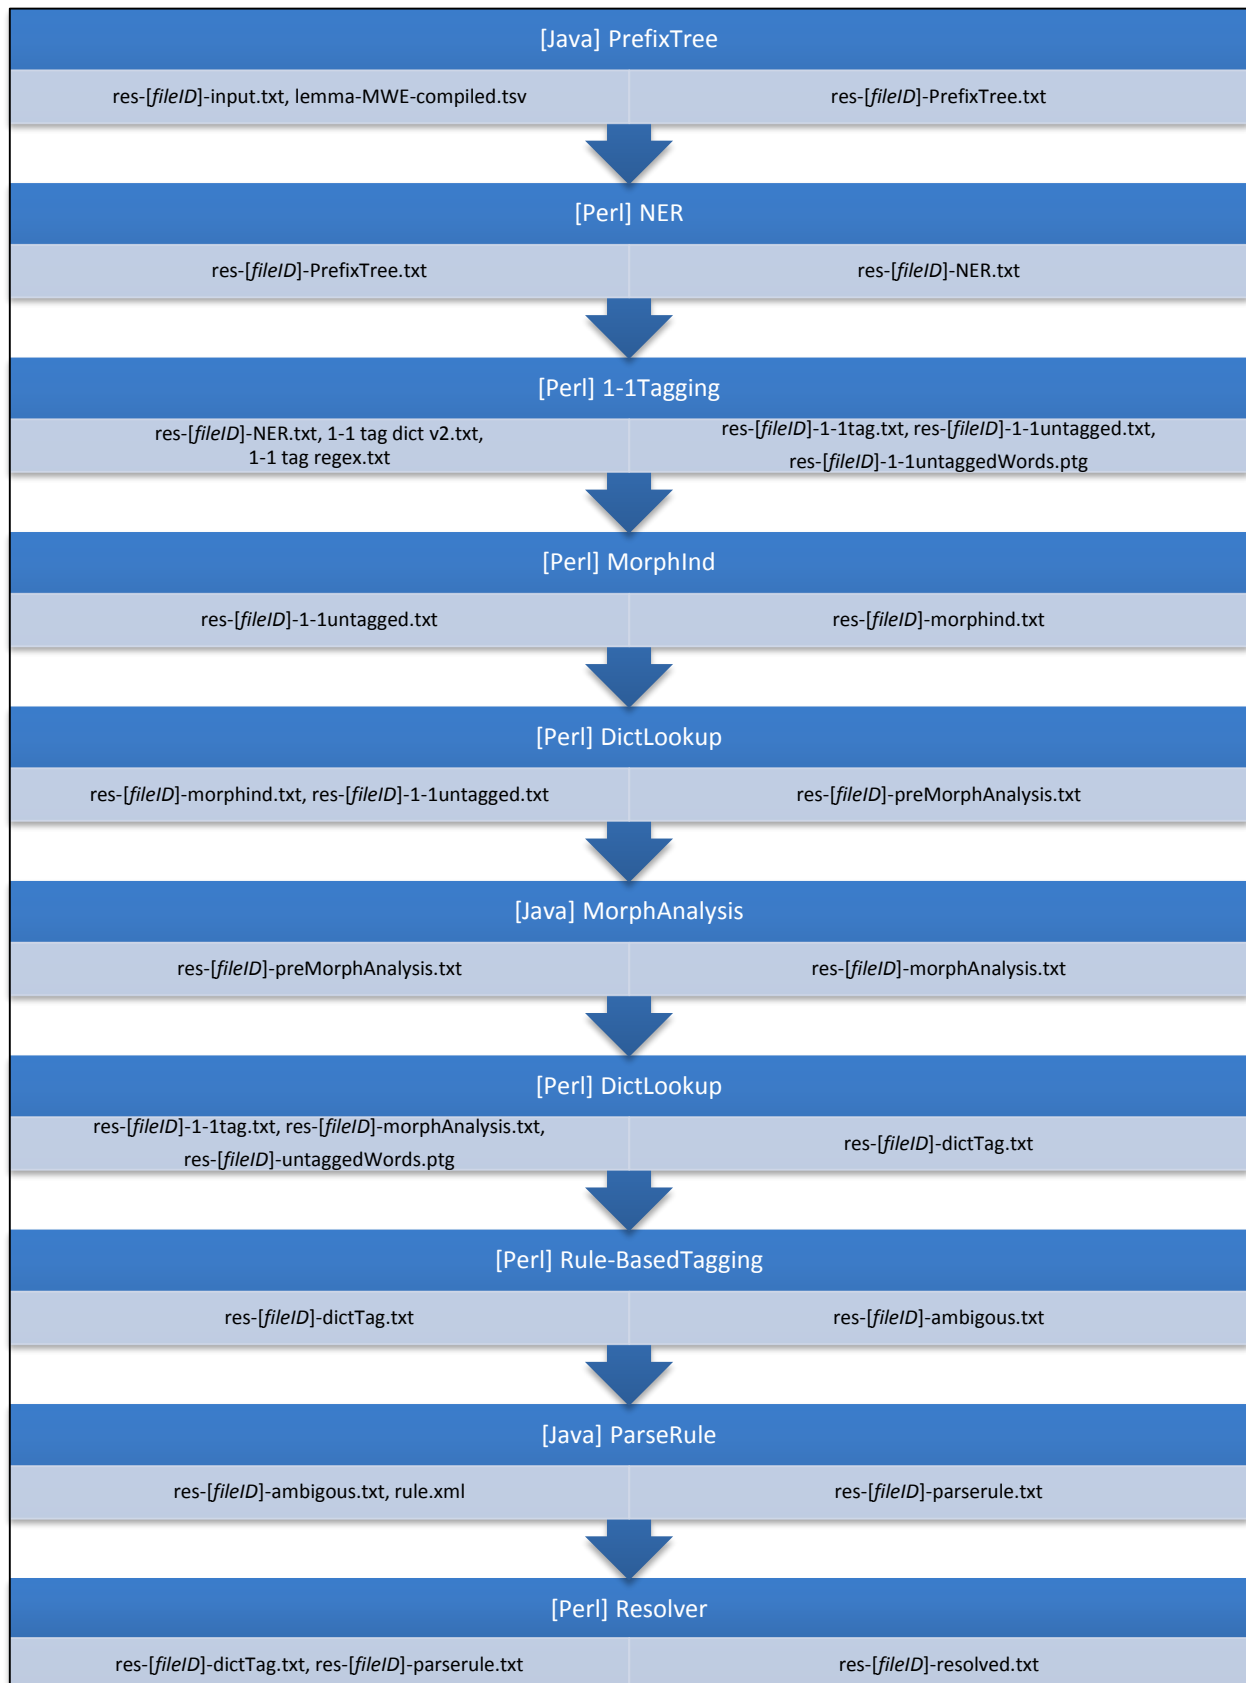 [Java] PrefixTree
res-[fileID]-input.txt, lemma-MWE-compiled.tsv
res-[fileID]-PrefixTree.txt
[Perl] NER
res-[fileID]-PrefixTree.txt
res-[fileID]-NER.txt
[Perl] 1-1Tagging
res-[fileID]-NER.txt, 1-1 tag dict v2.txt,
1-1 tag regex.txt
res-[fileID]-1-1tag.txt, res-[fileID]-1-1untagged.txt,
res-[fileID]-1-1untaggedWords.ptg
[Perl] MorphInd
res-[fileID]-1-1untagged.txt
res-[fileID]-morphind.txt
[Perl] DictLookup
res-[fileID]-morphind.txt, res-[fileID]-1-1untagged.txt
res-[fileID]-preMorphAnalysis.txt
[Java] MorphAnalysis
res-[fileID]-preMorphAnalysis.txt
res-[fileID]-morphAnalysis.txt
[Perl] DictLookup
res-[fileID]-1-1tag.txt, res-[fileID]-morphAnalysis.txt,
res-[fileID]-untaggedWords.ptg
res-[fileID]-dictTag.txt
[Perl] Rule-BasedTagging
res-[fileID]-dictTag.txt
res-[fileID]-ambigous.txt
[Java] ParseRule
res-[fileID]-ambigous.txt, rule.xml
res-[fileID]-parserule.txt
[Perl] Resolver
res-[fileID]-dictTag.txt, res-[fileID]-parserule.txt
res-[fileID]-resolved.txt